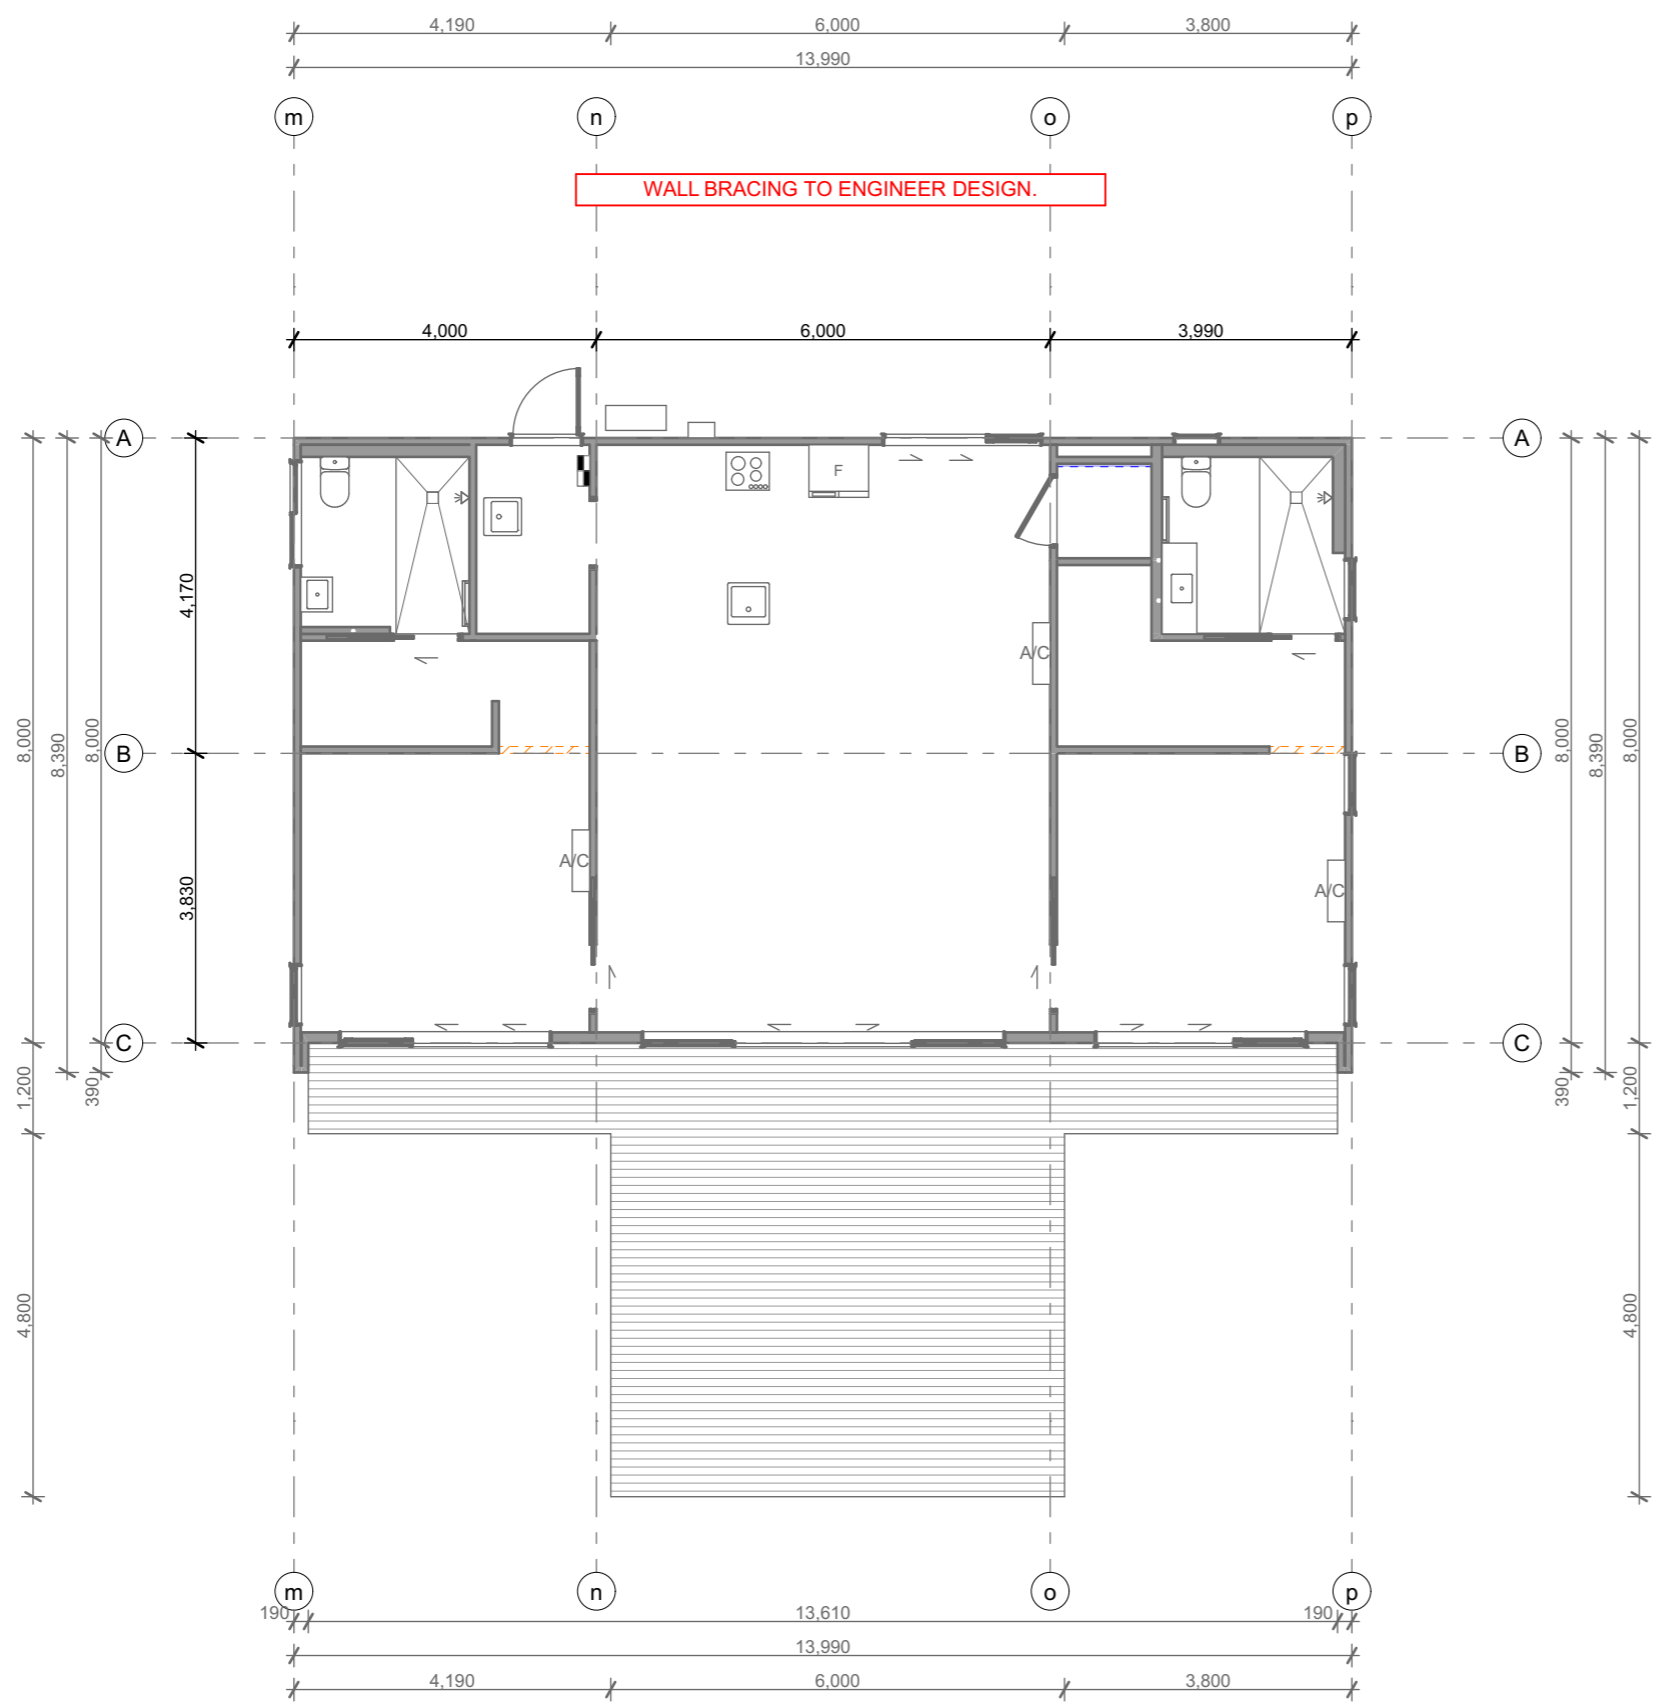 4,190 6,000 3,800
13,990
m n o p
WALL BRACING TO ENGINEER DESIGN.
4,000 6,000 3,990
A A
F
4,170
A/C
8,000 8,390 8,000 B B 8,000 8,390 8,000
A/C
A/C
3,830
C C
1,200 390 390 1,200
4,800 4,800
m n o p
190 13,610 190
13,990
4,190 6,000 3,800